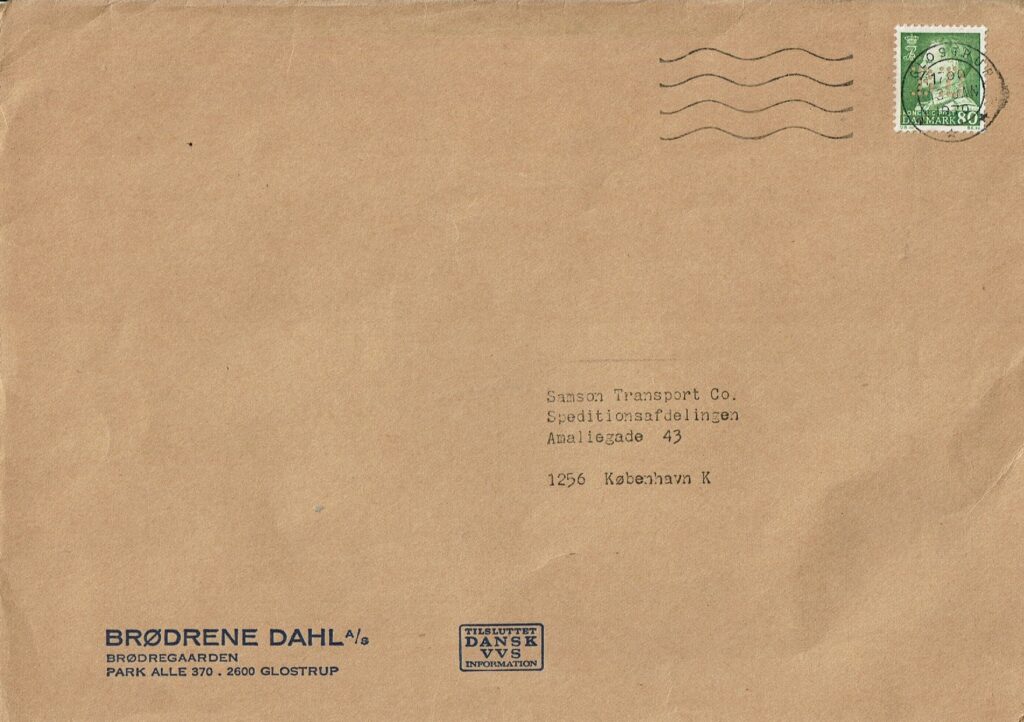 GLOSTRUP
DANMARK 80
Samson Transport Co.
Speditionsafdelingen
Amaliegade 43
1256 København K
BRØDRENE DAHL A/S
BRØDREGAARDEN
PARK ALLE 370 . 2600 GLOSTRUP
TILSLUTTET
DANSK
VVS
INFORMATION